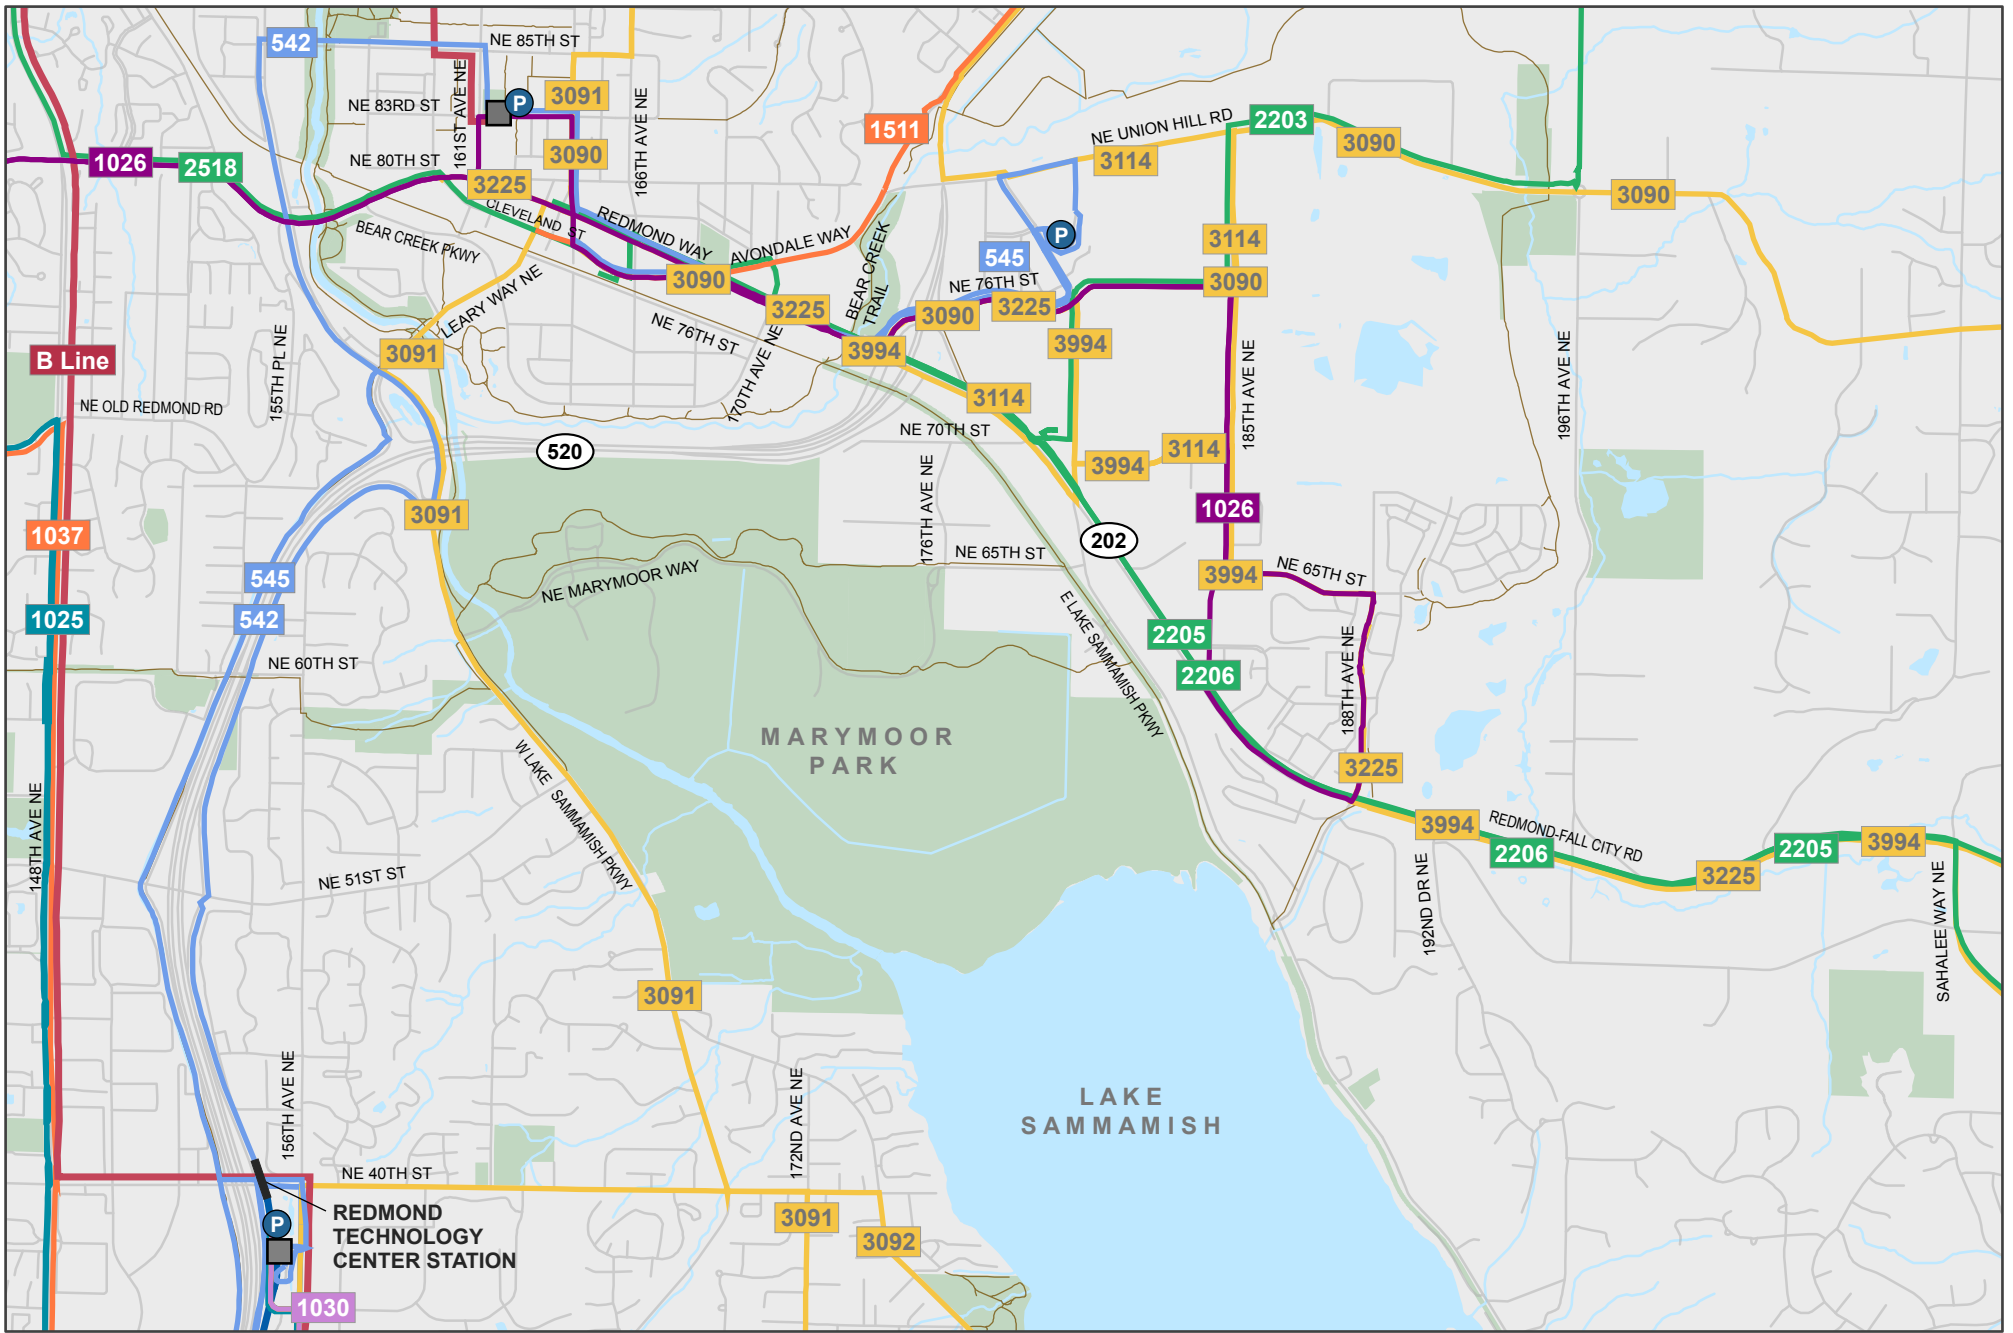 542
NE 85TH ST
3091
NE 83RD ST
161ST AVE NE
P
166TH AVE NE
1511
NE UNION HILL RD
2203
3090
1026
2518
NE 80TH ST
3090
3114
3225
3090
CLEVELAND ST
REDMOND WAY
BEAR CREEK PKWY
AVONDALE WAY
BEAR CREEK
TRAIL
P
545
3114
3090
NE 76TH ST
3090
3225
3090
3225
LEARY WAY NE
NE 76TH ST
3091
B Line
155TH PL NE
170TH AVE NE
3994
3994
185TH AVE NE
196TH AVE NE
NE OLD REDMOND RD
3114
NE 70TH ST
520
3994
3114
176TH AVE NE
3091
1026
1037
202
NE 65TH ST
NE MARYMOOR WAY
545
3994
NE 65TH ST
1025
542
E LAKE SAMMAMISH PKWY
2205
2206
188TH AVE NE
NE 60TH ST
MARYMOOR
PARK
W LAKE SAMMAMISH PKWY
3225
148TH AVE NE
3994
REDMOND-FALL CITY RD
2206
2205
3994
3225
NE 51ST ST
192ND DR NE
SAHALEE WAY NE
3091
LAKE
SAMMAMISH
156TH AVE NE
172ND AVE NE
NE 40TH ST
REDMOND
TECHNOLOGY
CENTER STATION
P
3091
3092
1030